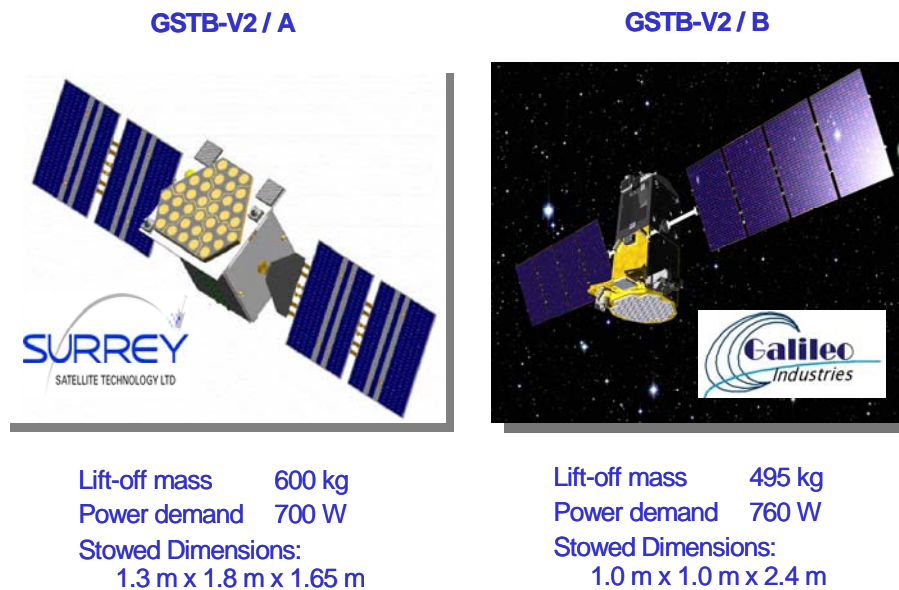 GSTB-V2 / A
SURREY
SATELLITE TECHNOLOGY LTD
Lift-off mass 600 kg
Power demand 700 W
Stowed Dimensions:
1.3 m x 1.8 m x 1.65 m
GSTB-V2 / B
Galileo
Industries
Lift-off mass 495 kg
Power demand 760 W
Stowed Dimensions:
1.0 m x 1.0 m x 2.4 m